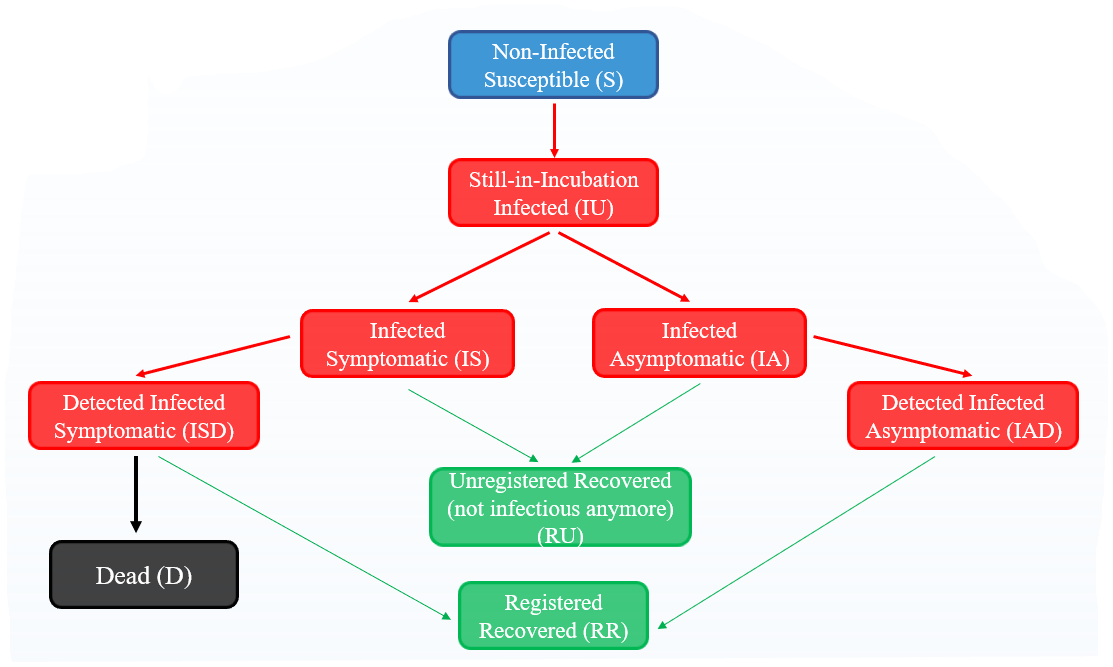 Non-Infected
Susceptible (S)
Still-in-Incubation
Infected (IU)
Infected
Symptomatic (IS)
Infected
Asymptomatic (IA)
Detected Infected
Symptomatic (ISD)
Detected Infected
Asymptomatic (IAD)
Unregistered Recovered
(not infectious anymore)
(RU)
Dead (D)
Registered
Recovered (RR)